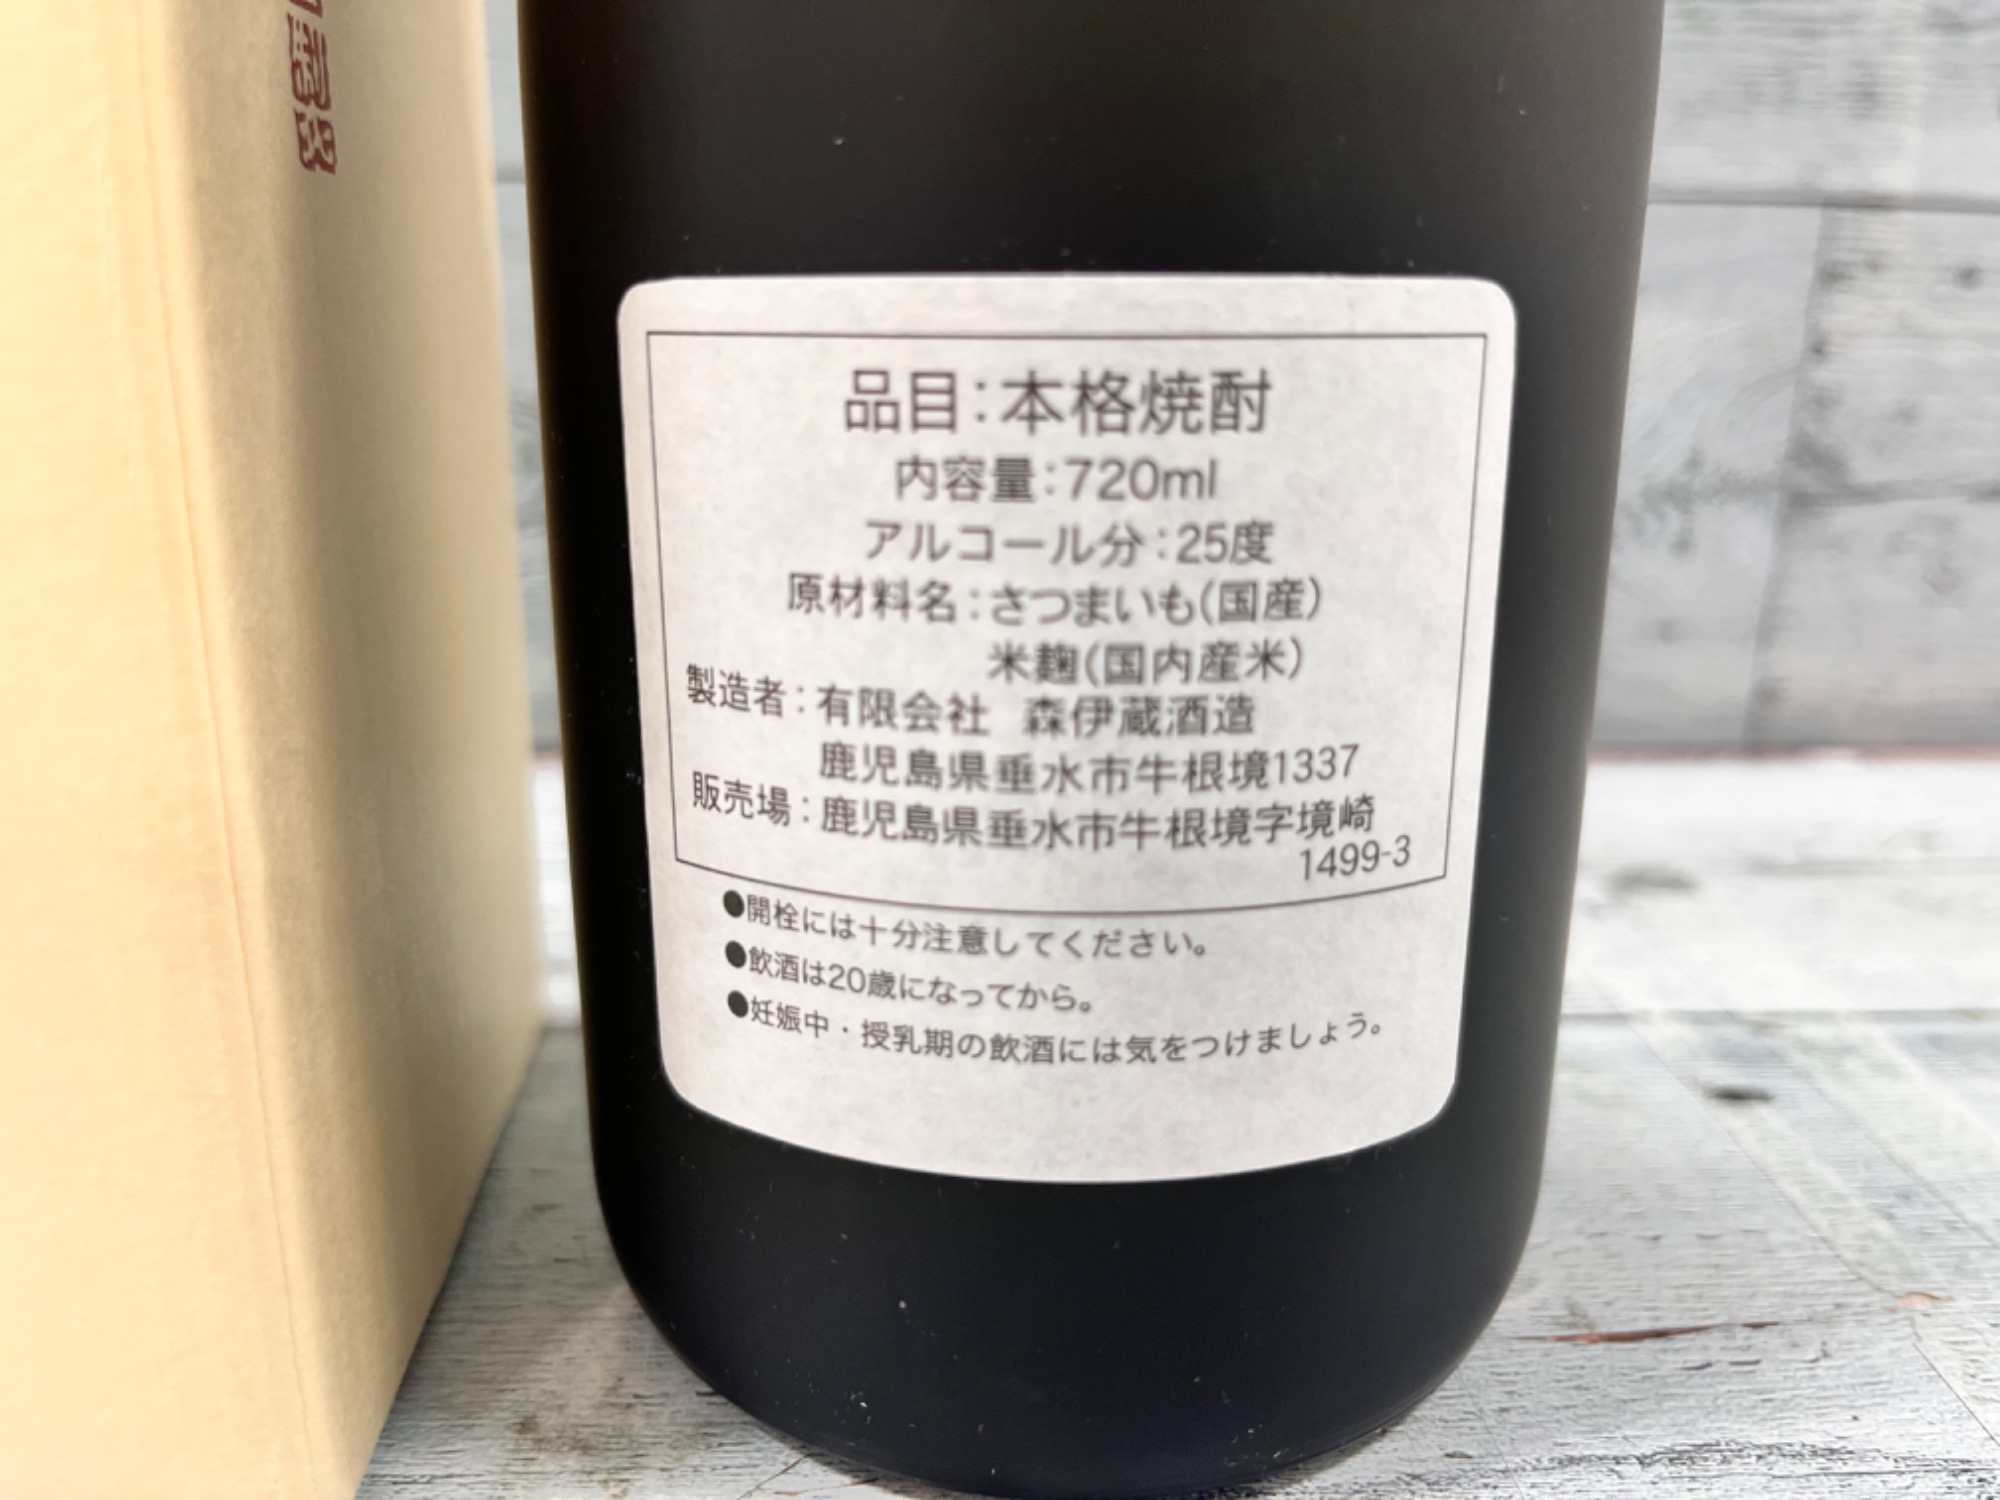 品目:本格焼酎
内容量:720ml
アルコール分:25度
原材料名:さつまいも(国産)
米麹(国内産米)
製造者:有限会社 森伊蔵酒造
鹿児島県垂水市牛根境1337
販売場:鹿児島県垂水市牛根境字境崎
1499-3
●開栓には十分注意してください。
●飲酒は20歳になってから。
●妊娠中・授乳期の飲酒には気をつけましょう。